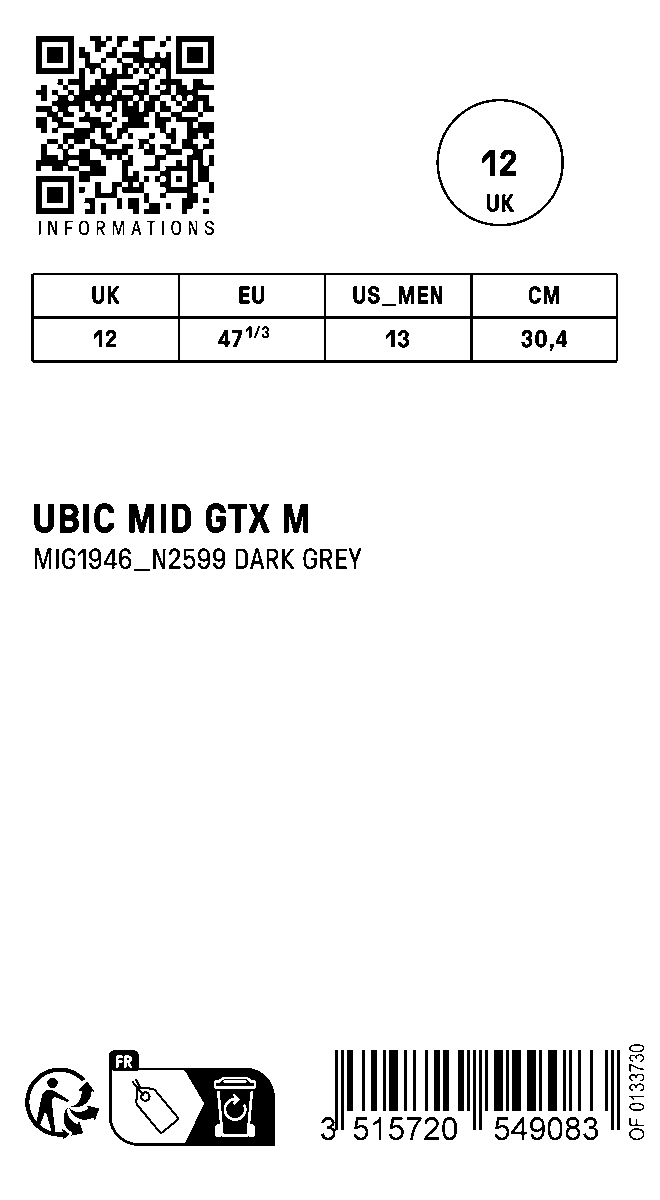 INFORMATIONS
12
UK
UK EU US_MEN CM
12 47 1/3 13 30,4
UBIC MID GTX M
MIG1946_N2599 DARK GREY
FR
3 515720 549083
OF 0133730